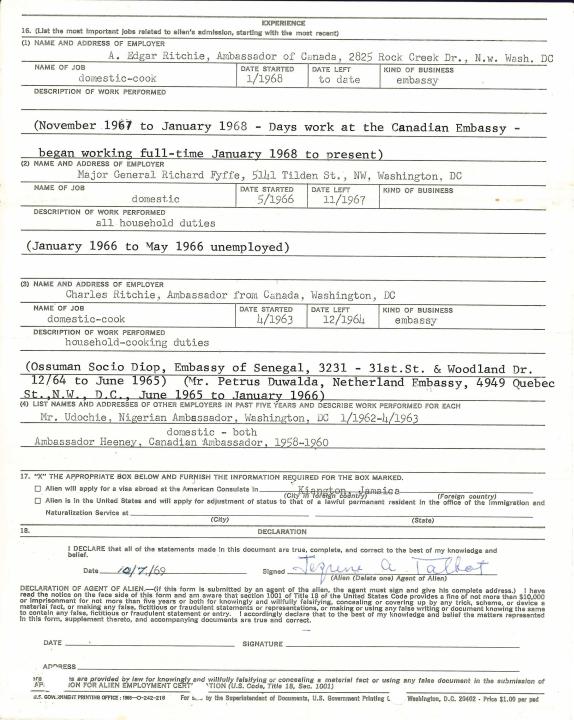 EXPERIENCE
16. (List the most important jobs related to alien's admission, starting with the most recent)
(1) NAME AND ADDRESS OF EMPLOYER
A. Edgar Ritchie, Ambassador of Canada, 2825 Rock Creek Dr., N.w. Wash. DC
NAME OF JOB DATE STARTED DATE LEFT KIND OF BUSINESS
domestic-cook 1/1968 to date embassy
DESCRIPTION OF WORK PERFORMED
(November 1967 to January 1968 - Days work at the Canadian Embassy -
began working full-time January 1968 to present)
(2) NAME AND ADDRESS OF EMPLOYER
Major General Richard Fyffe, 5141 Tilden St., NW, Washington, DC
NAME OF JOB DATE STARTED DATE LEFT KIND OF BUSINESS
domestic 5/1966 11/1967
DESCRIPTION OF WORK PERFORMED
all household duties
(January 1966 to May 1966 unemployed)
(3) NAME AND ADDRESS OF EMPLOYER
Charles Ritchie, Ambassador from Canada, Washington, DC
NAME OF JOB DATE STARTED DATE LEFT KIND OF BUSINESS
domestic-cook 4/1963 12/1964 embassy
DESCRIPTION OF WORK PERFORMED
household-cooking duties
(Ossuman Socio Diop, Embassy of Senegal, 3231 - 31st.St. & Woodland Dr.
12/64 to June 1965) (Mr. Petrus Duwalda, Netherland Embassy, 4949 Quebec
St.,N.W., D.C., June 1965 to January 1966)
(4) LIST NAMES AND ADDRESSES OF OTHER EMPLOYERS IN PAST FIVE YEARS AND DESCRIBE WORK PERFORMED FOR EACH
Mr. Udochie, Nigerian Ambassador, Washington, DC 1/1962-4/1963
domestic - both
Ambassador Heeney, Canadian Ambassador, 1958-1960
17. "X" THE APPROPRIATE BOX BELOW AND FURNISH THE INFORMATION REQUIRED FOR THE BOX MARKED.
Alien will apply for a visa abroad at the American Consulate in Kingston, Jamaica
(City in foreign country) (Foreign country)
Alien is in the United States and will apply for adjustment of status to that of a lawful permanent resident in the office of the Immigration and
Naturalization Service at
(City) (State)
18. DECLARATION
I DECLARE that all of the statements made in this document are true, complete, and correct to the best of my knowledge and
belief.
Date 10/7/69 Signed A. Talbot
(Alien (Delete one) Agent of Alien)
DECLARATION OF AGENT OF ALIEN.—(If this form is submitted by an agent of the alien, the agent must sign and give his complete address.) I have
read the notice on the face side of this form and am aware that section 1001 of Title 18 of the United States Code provides a fine of not more than $10,000
or imprisonment for not more than five years or both for knowingly and willfully falsifying, concealing or covering up by any trick, scheme, or device a
material fact, or making any false, fictitious or fraudulent statements or representations, or making or using any false writing or document knowing the same
to contain any false, fictitious or fraudulent statement or entry. I accordingly declare that to the best of my knowledge and belief the matters represented
in this form, supplement thereto, and accompanying documents are true and correct.
DATE SIGNATURE
ADDRESS
es are provided by law for knowingly and willfully falsifying or concealing a material fact or using any false document in the submission of
ION FOR ALIEN EMPLOYMENT CERT TION (U.S. Code, Title 18, Sec. 1001)
U.S. GOVERNMENT PRINTING OFFICE : 1968-O-242-218 For by the Superintendent of Documents, U.S. Government Printing Washington, D.C. 20402 - Price $1.00 per pad